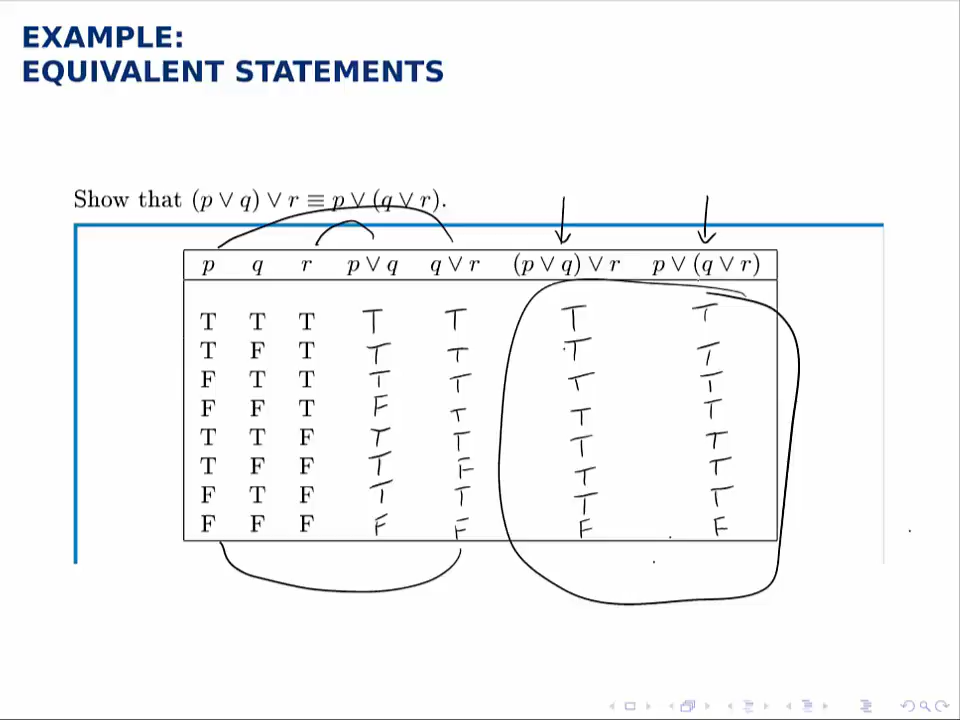 EXAMPLE:
EQUIVALENT STATEMENTS
Show that (p ∨ q) ∨ r ≡ p ∨ (q ∨ r).
p q r p ∨ q q ∨ r (p ∨ q) ∨ r p ∨ (q ∨ r)
T T T T T T T
T F T T T T T
F T T T T T T
F F T F T T T
T T F T T T T
T F F T F T T
F T F T T T T
F F F F F F F